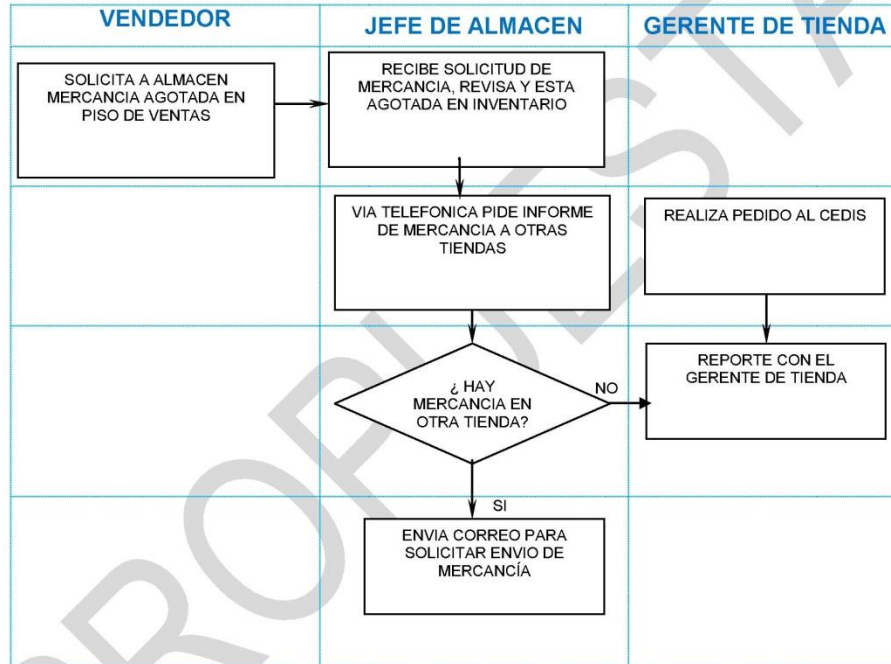 VENDEDOR
JEFE DE ALMACEN
GERENTE DE TIENDA
SOLICITA A ALMACEN
MERCANCIA AGOTADA EN
PISO DE VENTAS
RECIBE SOLICITUD DE
MERCANCIA, REVISA Y ESTA
AGOTADA EN INVENTARIO
VIA TELEFONICA PIDE INFORME
DE MERCANCIA A OTRAS
TIENDAS
REALIZA PEDIDO AL CEDIS
¿ HAY
MERCANCIA EN
OTRA TIENDA?
NO
REPORTE CON EL
GERENTE DE TIENDA
SI
ENVIA CORREO PARA
SOLICITAR ENVIO DE
MERCANCÍA
PROPUESTA